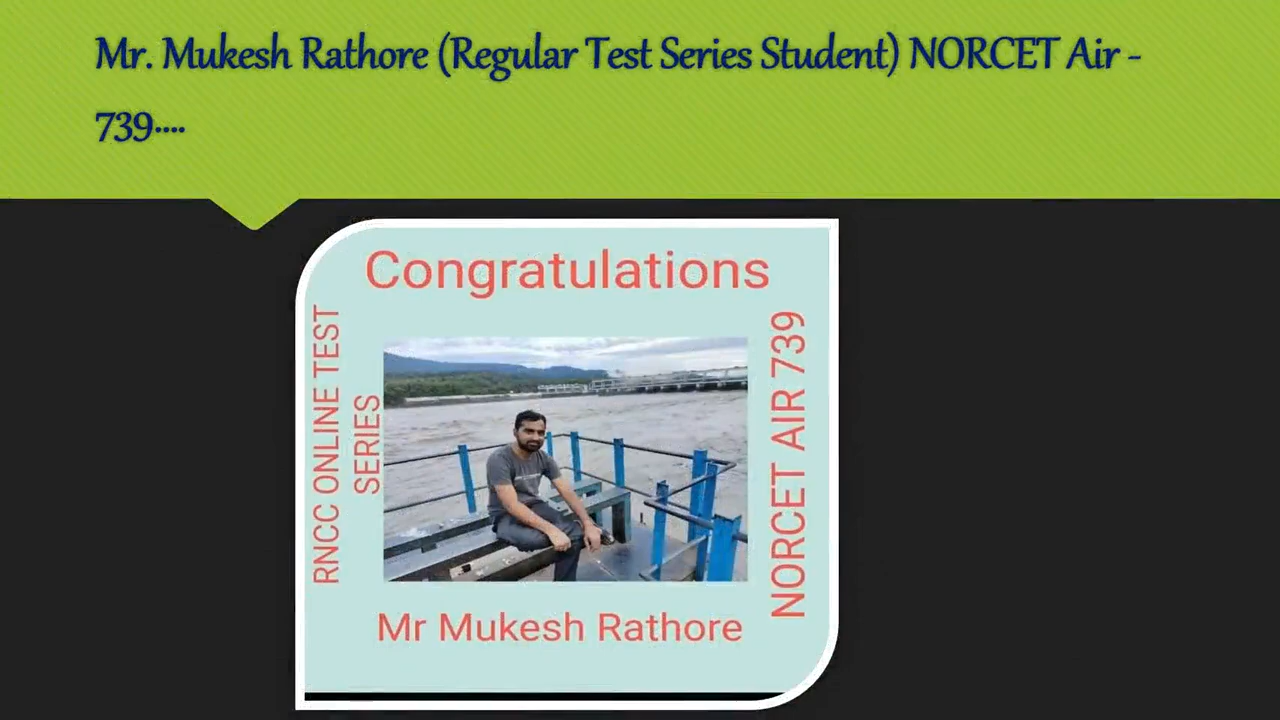 Mr. Mukesh Rathore (Regular Test Series Student) NORCET Air -
739....
Congratulations
RNCC ONLINE TEST
SERIES
NORCET AIR 739
Mr Mukesh Rathore